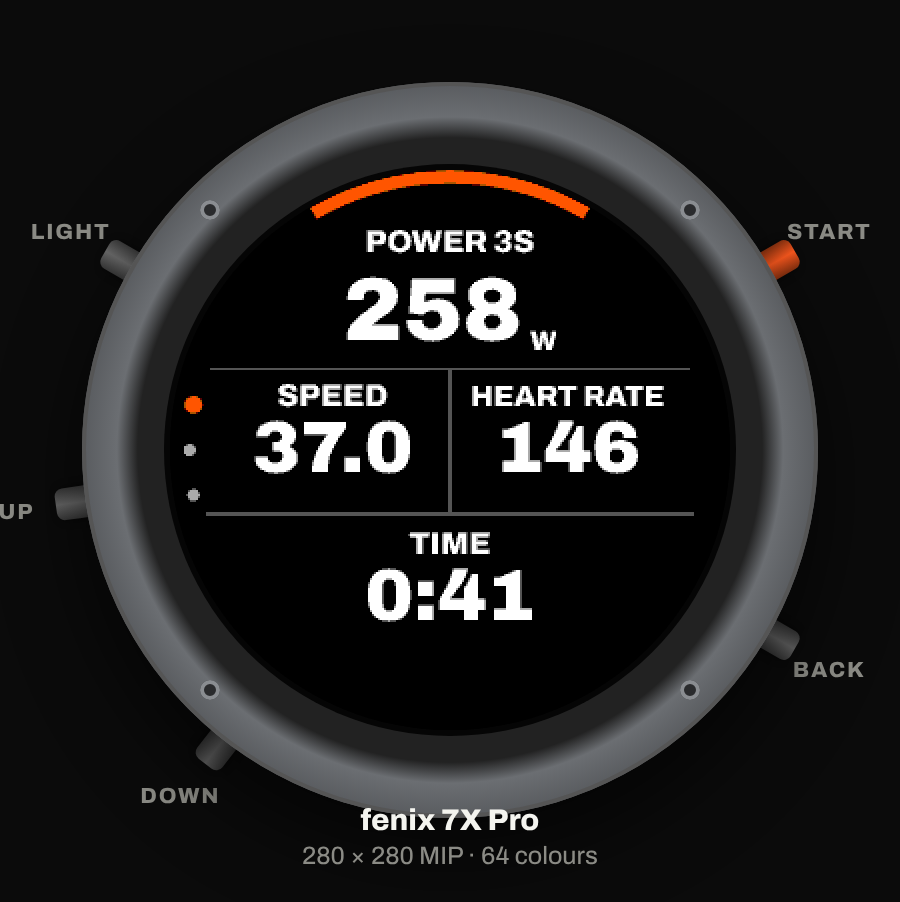 LIGHT
START
POWER 3S
258 W
SPEED
HEART RATE
37.0
146
UP
TIME
0:41
BACK
DOWN
fenix 7X Pro
280 × 280 MIP · 64 colours